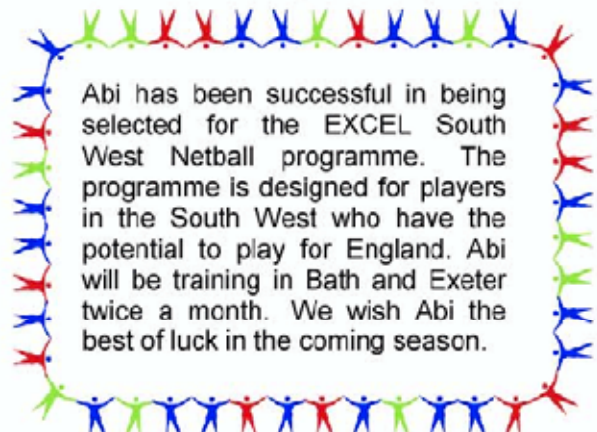 Abi has been successful in being
selected for the EXCEL South
West Netball programme. The
programme is designed for players
in the South West who have the
potential to play for England. Abi
will be training in Bath and Exeter
twice a month. We wish Abi the
best of luck in the coming season.